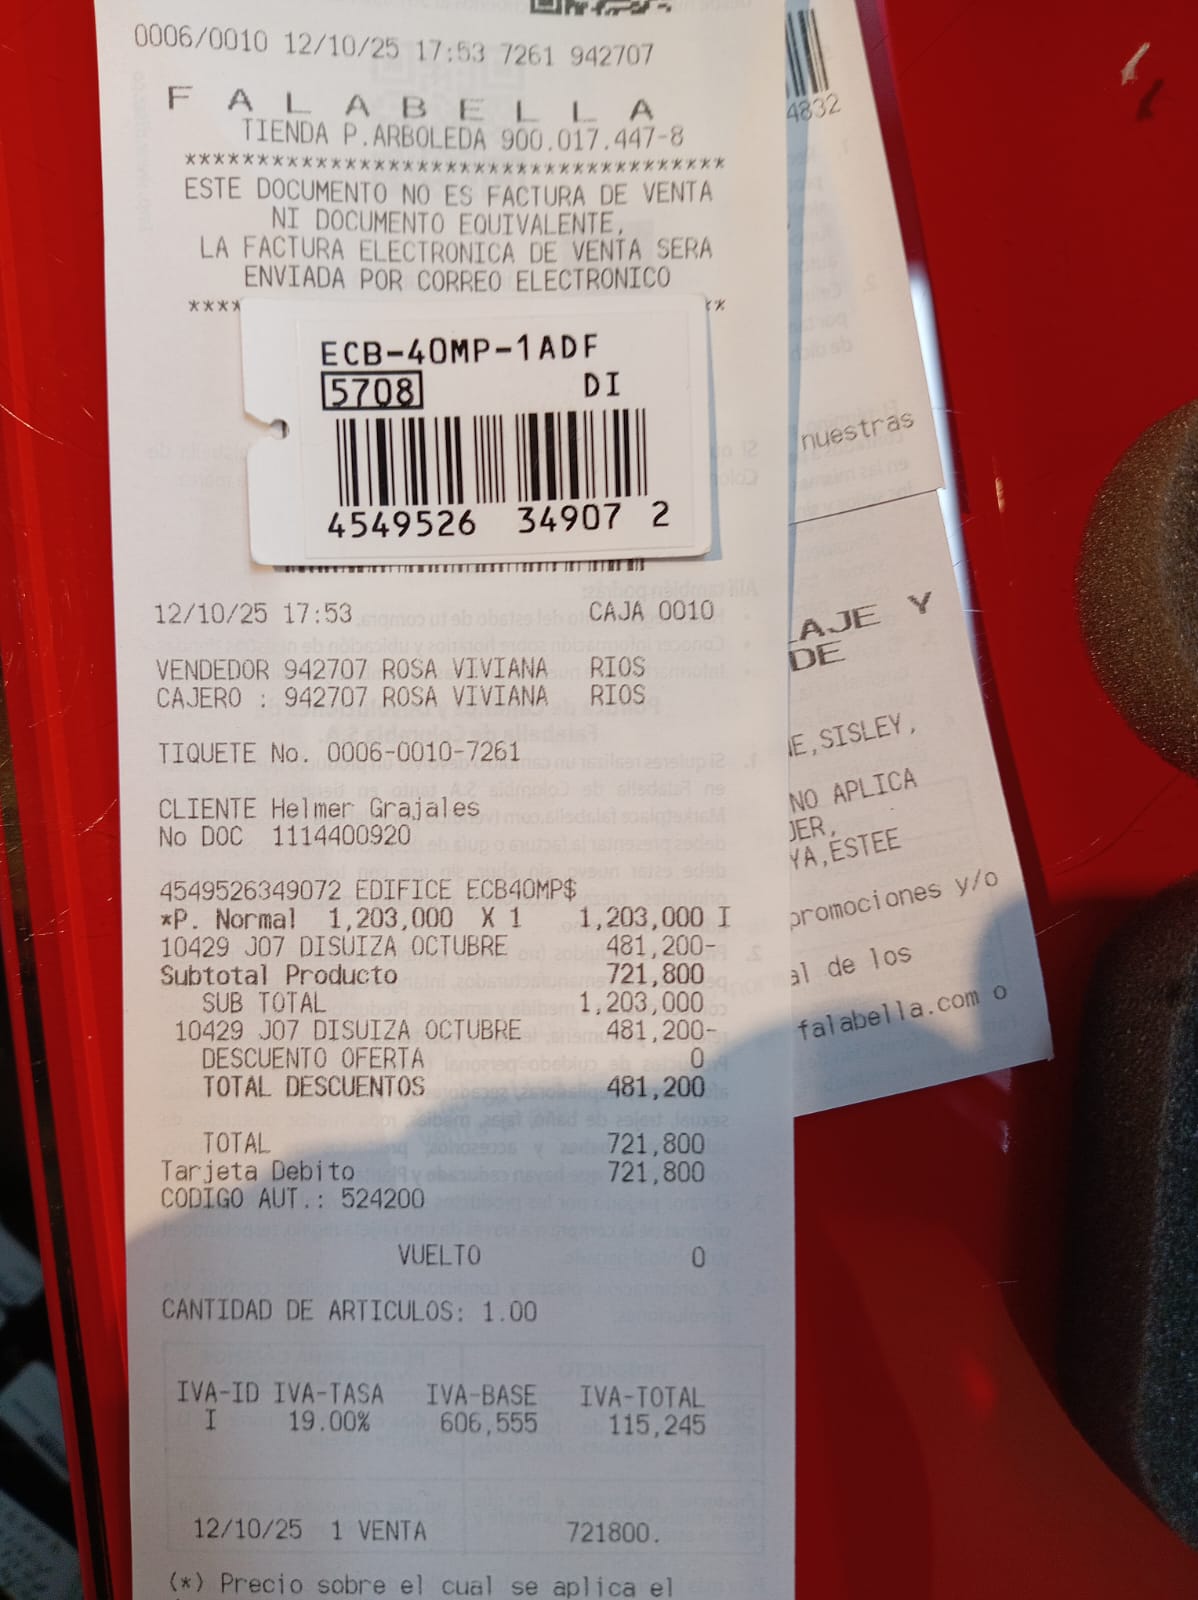 0006/0010 12/10/25 17:53 7261 942707
FALABELLA
TIENDA P.ARBOLEDA 900.017.447-8
*************************************
ESTE DOCUMENTO NO ES FACTURA DE VENTA
NI DOCUMENTO EQUIVALENTE,
LA FACTURA ELECTRONICA DE VENTA SERA
ENVIADA POR CORREO ELECTRONICO
ECB-40MP-1ADF
5708 DI
4549526 34907 2
12/10/25 17:53 CAJA 0010
VENDEDOR 942707 ROSA VIVIANA RIOS
CAJERO : 942707 ROSA VIVIANA RIOS
TIQUETE No. 0006-0010-7261
CLIENTE Helmer Grajales
No DOC 1114400920
4549526349072 EDIFICE ECB40MP$
*P. Normal 1,203,000 X 1 1,203,000 I
10429 J07 DISUIZA OCTUBRE 481,200-
Subtotal Producto 721,800
SUB TOTAL 1,203,000
10429 J07 DISUIZA OCTUBRE 481,200-
DESCUENTO OFERTA 0
TOTAL DESCUENTOS 481,200
TOTAL 721,800
Tarjeta Debito 721,800
CODIGO AUT.: 524200
VUELTO 0
CANTIDAD DE ARTICULOS: 1.00
IVA-ID IVA-TASA IVA-BASE IVA-TOTAL
I 19.00% 606,555 115,245
12/10/25 1 VENTA 721800.
(*) Precio sobre el cual se aplica el
4832
nuestras
AJE Y
DE
SISLEY,
NO APLICA
ESTEE
promociones y/o
al de los
falabella.com o